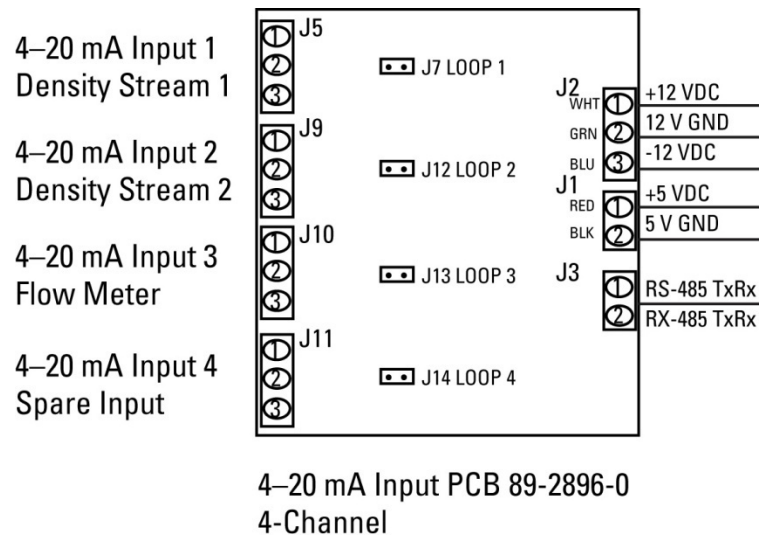 4–20 mA Input 1
Density Stream 1
4–20 mA Input 2
Density Stream 2
4–20 mA Input 3
Flow Meter
4–20 mA Input 4
Spare Input
J5
1
2
3
J9
1
2
3
J10
1
2
3
J11
1
2
3
J7 LOOP 1
J12 LOOP 2
J13 LOOP 3
J14 LOOP 4
J2
WHT 1 +12 VDC
GRN 2 12 V GND
BLU 3 -12 VDC
J1
RED 1 +5 VDC
BLK 2 5 V GND
J3
1 RS-485 TxRx
2 RX-485 TxRx
4–20 mA Input PCB 89-2896-0
4-Channel